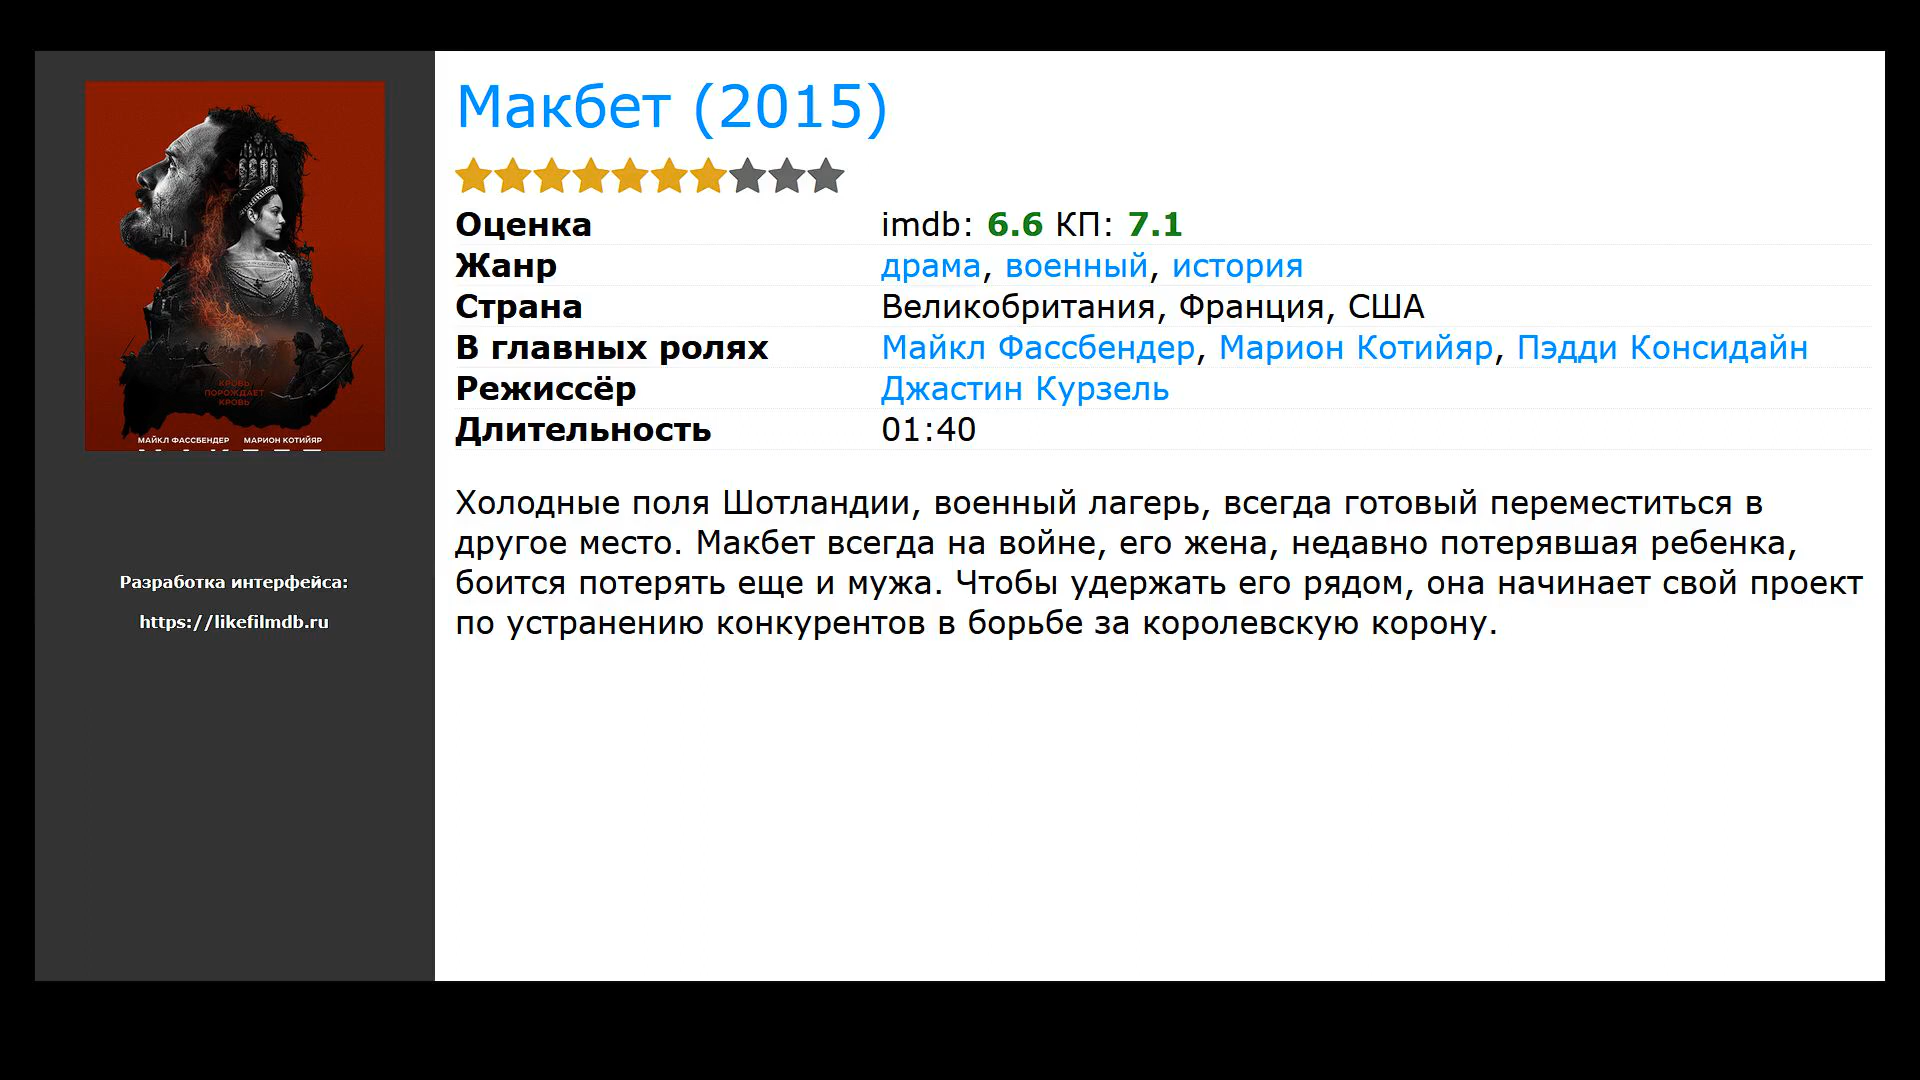 КРОВЬ
ПОРОЖДАЕТ
КРОВЬ
МАЙКЛ ФАССБЕНДЕР МАРИОН КОТИЙЯР
Разработка интерфейса:
https://likefilmdb.ru
Макбет (2015)
Оценка imdb: 6.6 КП: 7.1
Жанр драма, военный, история
Страна Великобритания, Франция, США
В главных ролях Майкл Фассбендер, Марион Котийяр, Пэдди Консидайн
Режиссёр Джастин Курзель
Длительность 01:40
Холодные поля Шотландии, военный лагерь, всегда готовый переместиться в
другое место. Макбет всегда на войне, его жена, недавно потерявшая ребенка,
боится потерять еще и мужа. Чтобы удержать его рядом, она начинает свой проект
по устранению конкурентов в борьбе за королевскую корону.